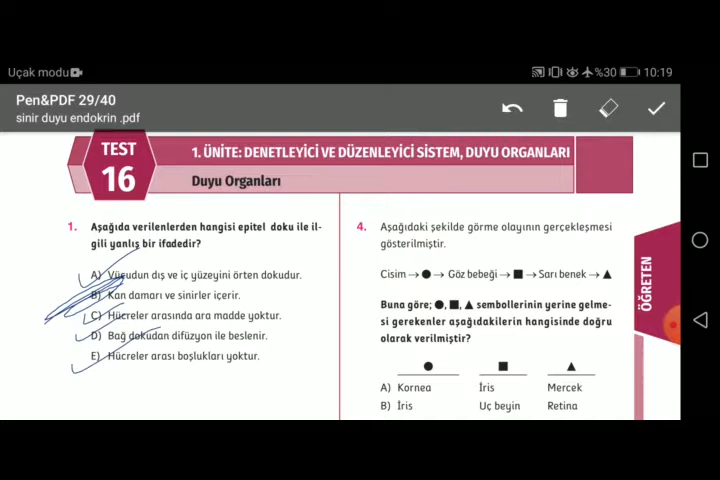 Uçak modu
%30 10:19
Pen&PDF 29/40
sinir duyu endokrin .pdf
TEST
16
1. ÜNİTE: DENETLEYİCİ VE DÜZENLEYİCİ SİSTEM, DUYU ORGANLARI
Duyu Organları
1. Aşağıda verilenlerden hangisi epitel doku ile il-
gili yanlış bir ifadedir?
A) Vücudun dış ve iç yüzeyini örten dokudur.
B) Kan damarı ve sinirler içerir.
C) Hücreler arasında ara madde yoktur.
D) Bağ dokudan difüzyon ile beslenir.
E) Hücreler arası boşlukları yoktur.
4. Aşağıdaki şekilde görme olayının gerçekleşmesi
gösterilmiştir.
Cisim → ● → Göz bebeği → ■ → Sarı benek → ▲
Buna göre; ●, ■, ▲ sembollerinin yerine gelme-
si gerekenler aşağıdakilerin hangisinde doğru
olarak verilmiştir?
● ■ ▲
A) Kornea İris Mercek
B) İris Uç beyin Retina
ÖĞRETEN